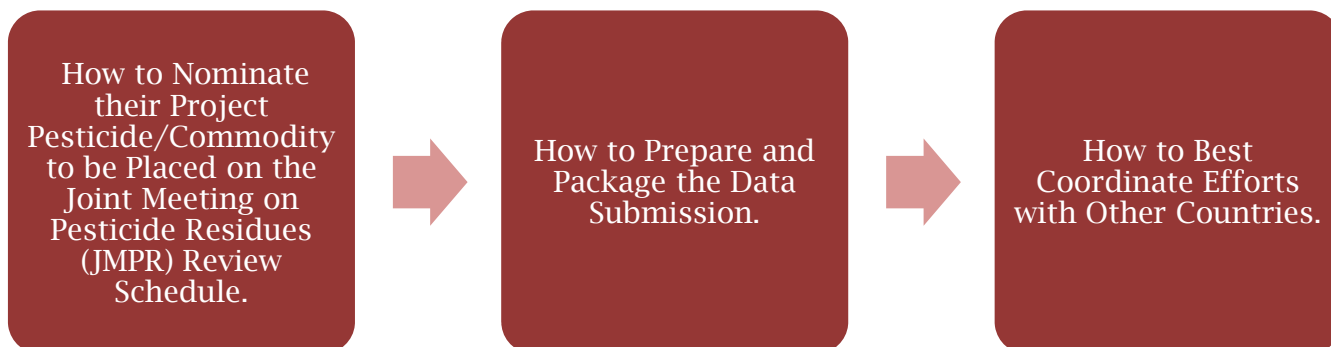 How to Nominate
their Project
Pesticide/Commodity
to be Placed on the
Joint Meeting on
Pesticide Residues
(JMPR) Review
Schedule.
How to Prepare and
Package the Data
Submission.
How to Best
Coordinate Efforts
with Other Countries.